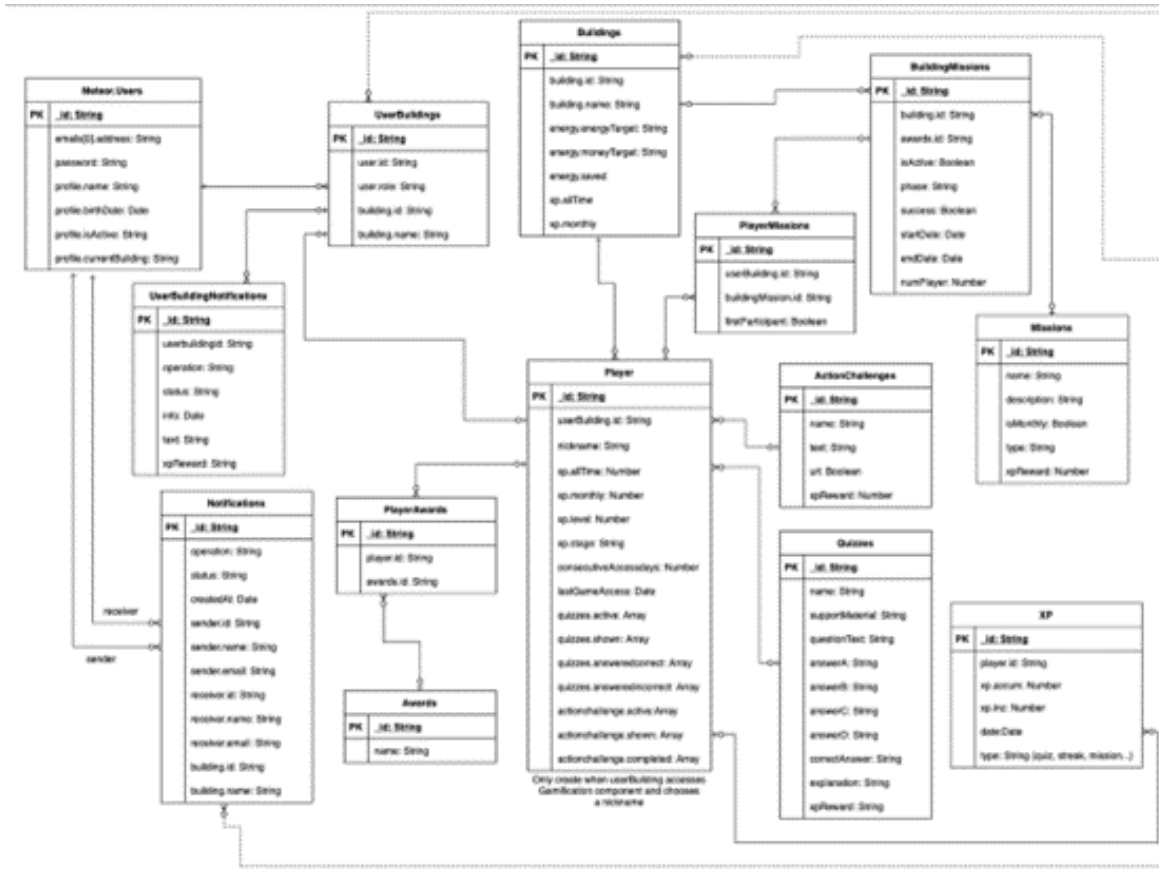 Buildings
PK _id: String
building.id: String
building.name: String
energy.energyTarget: String
energy.moneyTarget: String
energy.saved
xp.allTime
xp.monthly
BuildingMissions
PK _id: String
building.id: String
awards.id: String
isActive: Boolean
phase: String
success: Boolean
startDate: Date
endDate: Date
numPlayer: Number
Meteor.Users
PK _id: String
emails[0].address: String
password: String
profile.name: String
profile.birthDate: Date
profile.isActive: String
profile.currentBuilding: String
UserBuildings
PK _id: String
user.id: String
user.role: String
building.id: String
building.name: String
PlayerMissions
PK _id: String
userBuilding.id: String
buildingMission.id: String
firstParticipant: Boolean
UserBuildingNotifications
PK _id: String
userbuildingid: String
operation: String
status: String
info: Date
text: String
xpReward: String
Missions
PK _id: String
name: String
description: String
isMonthly: Boolean
type: String
xpReward: Number
Player
PK _id: String
userBuilding.id: String
nickname: String
xp.allTime: Number
xp.monthly: Number
xp.level: Number
xp.stage: String
consecutiveAccessdays: Number
lastGameAccess: Date
quizzes.active: Array
quizzes.shown: Array
quizzes.answeredcorrect: Array
quizzes.answeredincorrect: Array
actionchallenge.active:Array
actionchallenge.shown: Array
actionchallenge.completed: Array
Only create when userBuilding accesses
Gamification component and chooses
a nickname
ActionChallenges
PK _id: String
name: String
text: String
url: Boolean
xpReward: Number
Notifications
PK _id: String
operation: String
status: String
createdAt: Date
sender.id: String
sender.name: String
sender.email: String
receiver.id: String
receiver.name: String
receiver.email: String
building.id: String
building.name: String
receiver
sender
PlayerAwards
PK _id: String
player.id: String
awards.id: String
Awards
PK _id: String
name: String
Quizzes
PK _id: String
name: String
supportMaterial: String
questionText: String
answerA: String
answerB: String
answerC: String
answerD: String
correctAnswer: String
explanation: String
xpReward: String
XP
PK _id: String
player.id: String
xp.accum: Number
xp.inc: Number
date:Date
type: String (quiz, streak, mission...)